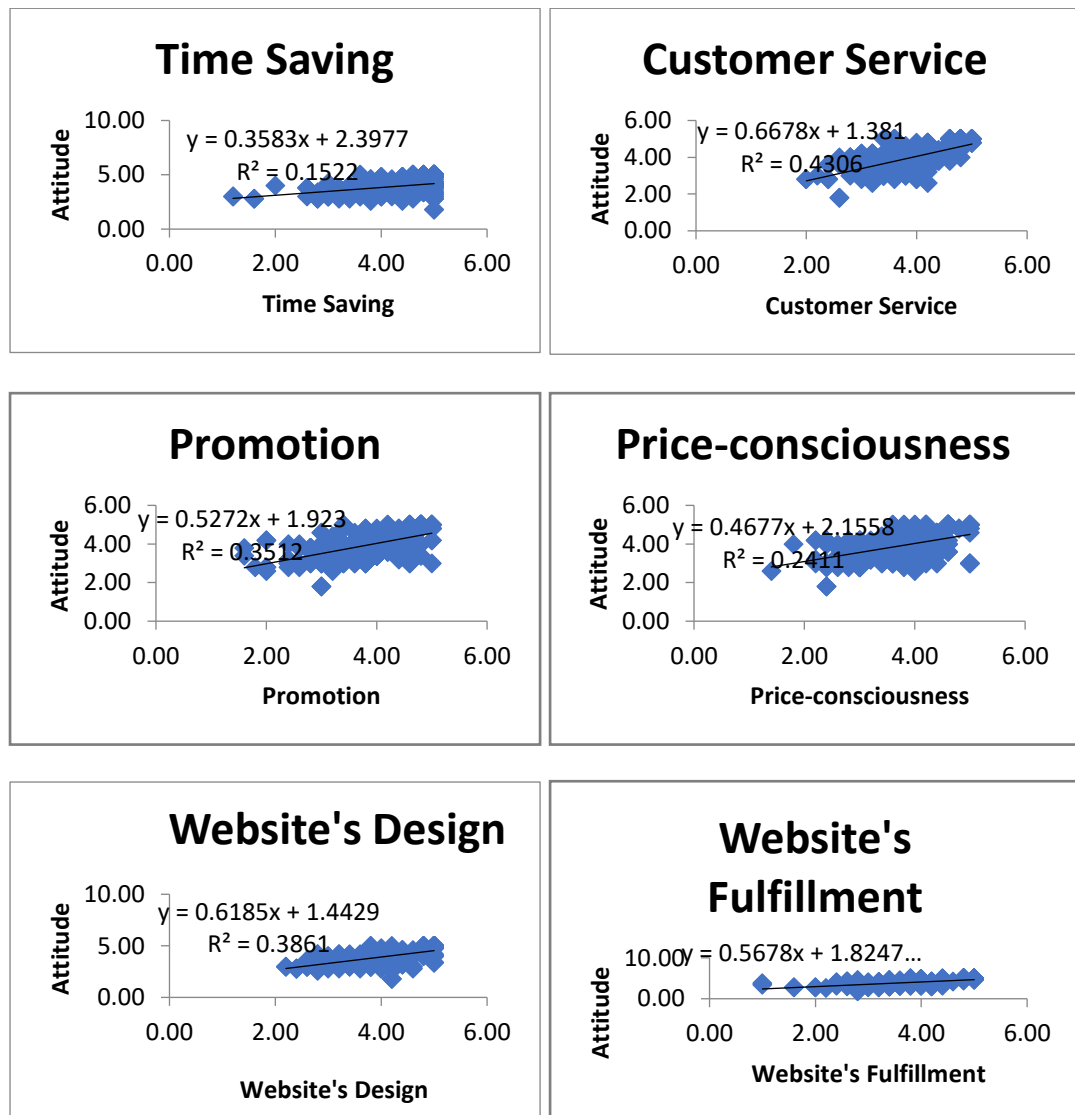 Time Saving
10.00
y = 0.3583x + 2.3977
R² = 0.1522
5.00
0.00
0.00 2.00 4.00 6.00
Attitude
Time Saving
Customer Service
6.00
y = 0.6678x + 1.381
R² = 0.4306
4.00
2.00
0.00
0.00 2.00 4.00 6.00
Attitude
Customer Service
Promotion
6.00
y = 0.5272x + 1.923
R² = 0.3512
4.00
2.00
0.00
0.00 2.00 4.00 6.00
Attitude
Promotion
Price-consciousness
6.00
y = 0.4677x + 2.1558
R² = 0.2411
4.00
2.00
0.00
0.00 2.00 4.00 6.00
Attitude
Price-consciousness
Website's Design
10.00
y = 0.6185x + 1.4429
R² = 0.3861
5.00
0.00
0.00 2.00 4.00 6.00
Attitude
Website's Design
Website's
Fulfillment
10.00
y = 0.5678x + 1.8247...
0.00
0.00 2.00 4.00 6.00
Attitude
Website's Fulfillment